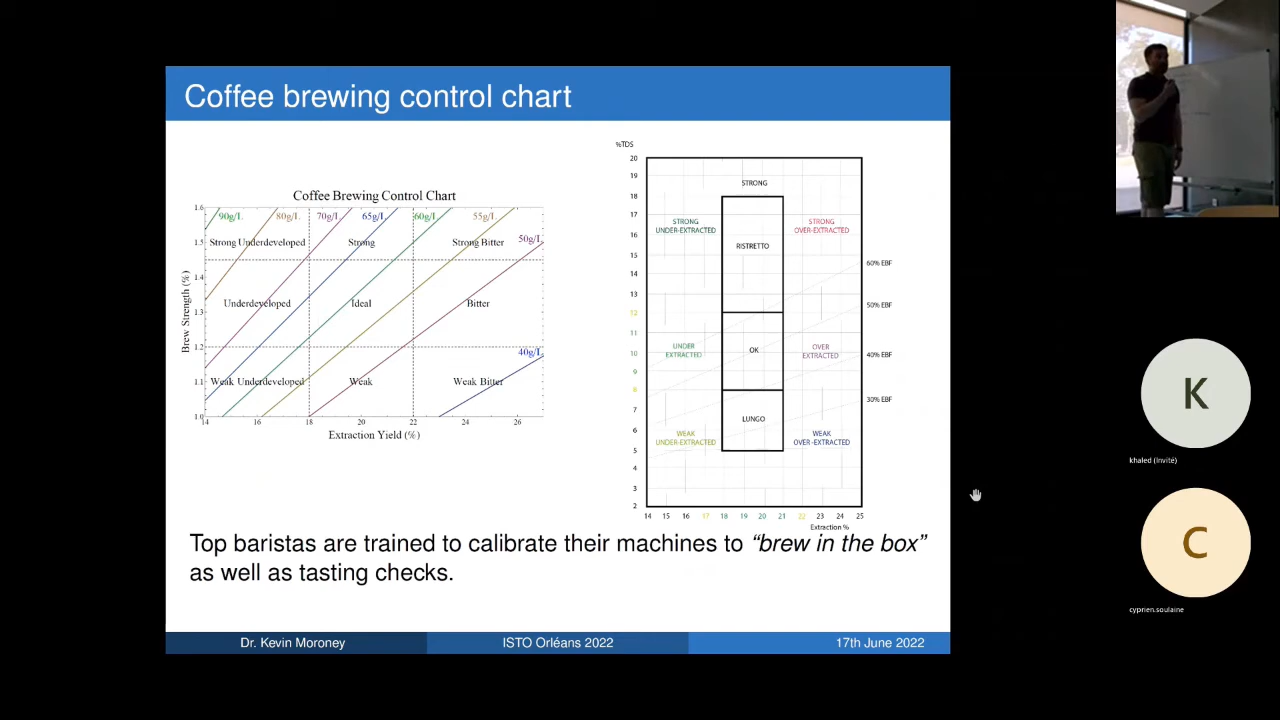 Coffee brewing control chart
Coffee Brewing Control Chart
90g/L 80g/L 70g/L 65g/L 60g/L 55g/L
50g/L
40g/L
Strong Underdeveloped Strong Strong Bitter
Underdeveloped Ideal Bitter
Weak Underdeveloped Weak Weak Bitter
1.6
1.5
1.4
1.3
1.2
1.1
1.0
Brew Strength (%)
14 16 18 20 22 24 26
Extraction Yield (%)
%TDS
20
19
18
17
16
15
14
13
12
11
10
9
8
7
6
5
4
3
2
STRONG
STRONG
UNDER-EXTRACTED
RISTRETTO
STRONG
OVER-EXTRACTED
UNDER
EXTRACTED
OK
OVER
EXTRACTED
WEAK
UNDER-EXTRACTED
LUNGO
WEAK
OVER-EXTRACTED
60% EBF
50% EBF
40% EBF
30% EBF
14 15 16 17 18 19 20 21 22 23 24 25
Extraction %
Top baristas are trained to calibrate their machines to “brew in the box”
as well as tasting checks.
Dr. Kevin Moroney ISTO Orléans 2022 17th June 2022
K
khaled (Invité)
C
cyprien.soulaine